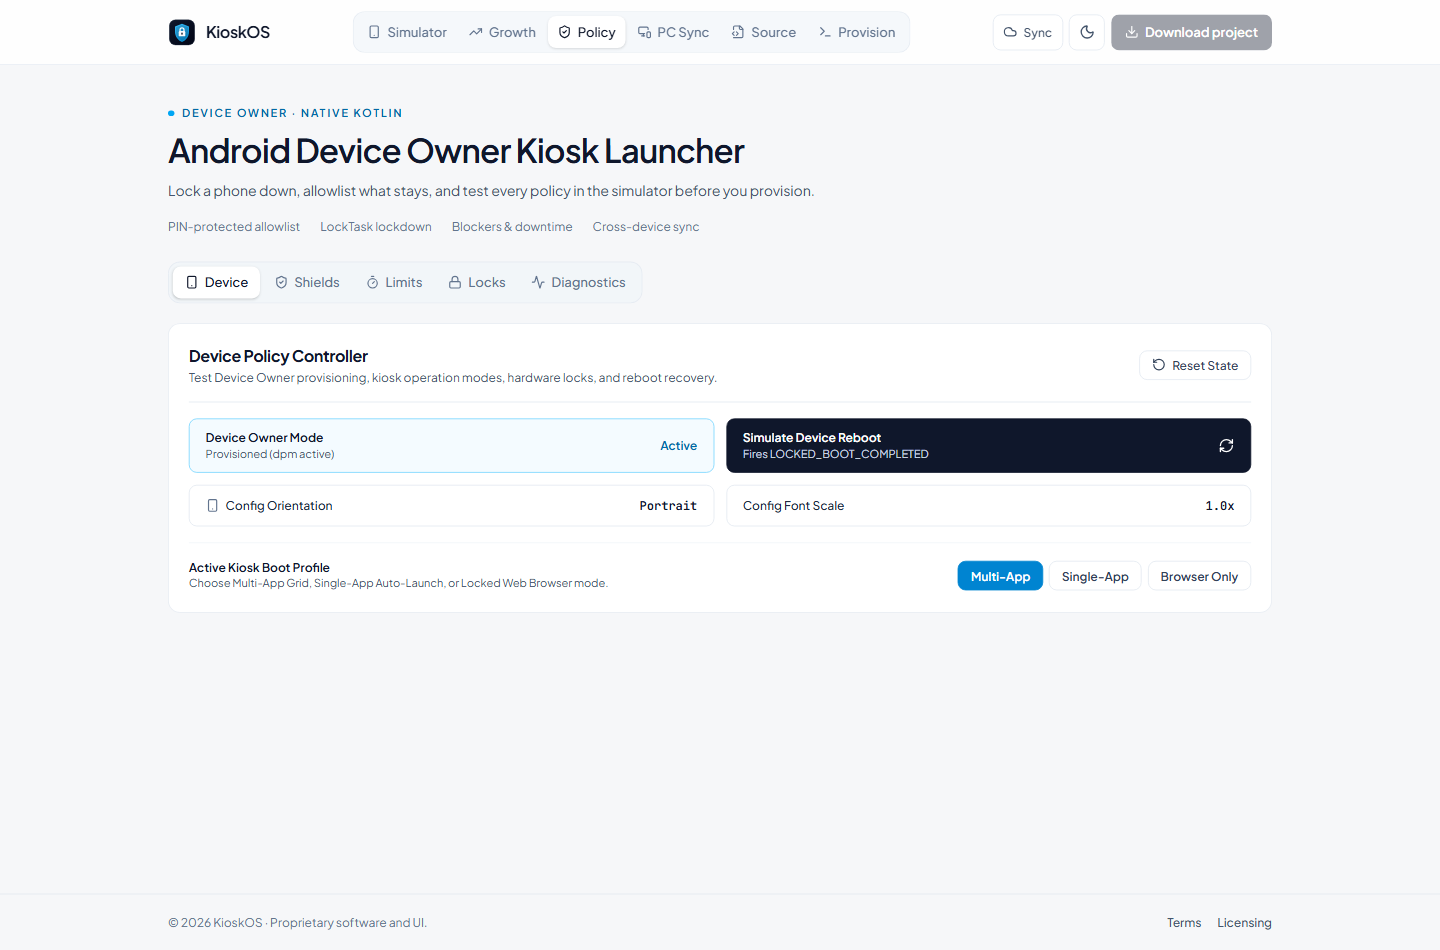 KioskOS
Simulator
Growth
Policy
PC Sync
Source
Provision
Sync
Download project
DEVICE OWNER · NATIVE KOTLIN
Android Device Owner Kiosk Launcher
Lock a phone down, allowlist what stays, and test every policy in the simulator before you provision.
PIN-protected allowlist
LockTask lockdown
Blockers & downtime
Cross-device sync
Device
Shields
Limits
Locks
Diagnostics
Device Policy Controller
Test Device Owner provisioning, kiosk operation modes, hardware locks, and reboot recovery.
Reset State
Device Owner Mode
Provisioned (dpm active)
Active
Simulate Device Reboot
Fires LOCKED_BOOT_COMPLETED
Config Orientation
Portrait
Config Font Scale
1.0x
Active Kiosk Boot Profile
Choose Multi-App Grid, Single-App Auto-Launch, or Locked Web Browser mode.
Multi-App
Single-App
Browser Only
© 2026 KioskOS · Proprietary software and UI.
Terms
Licensing